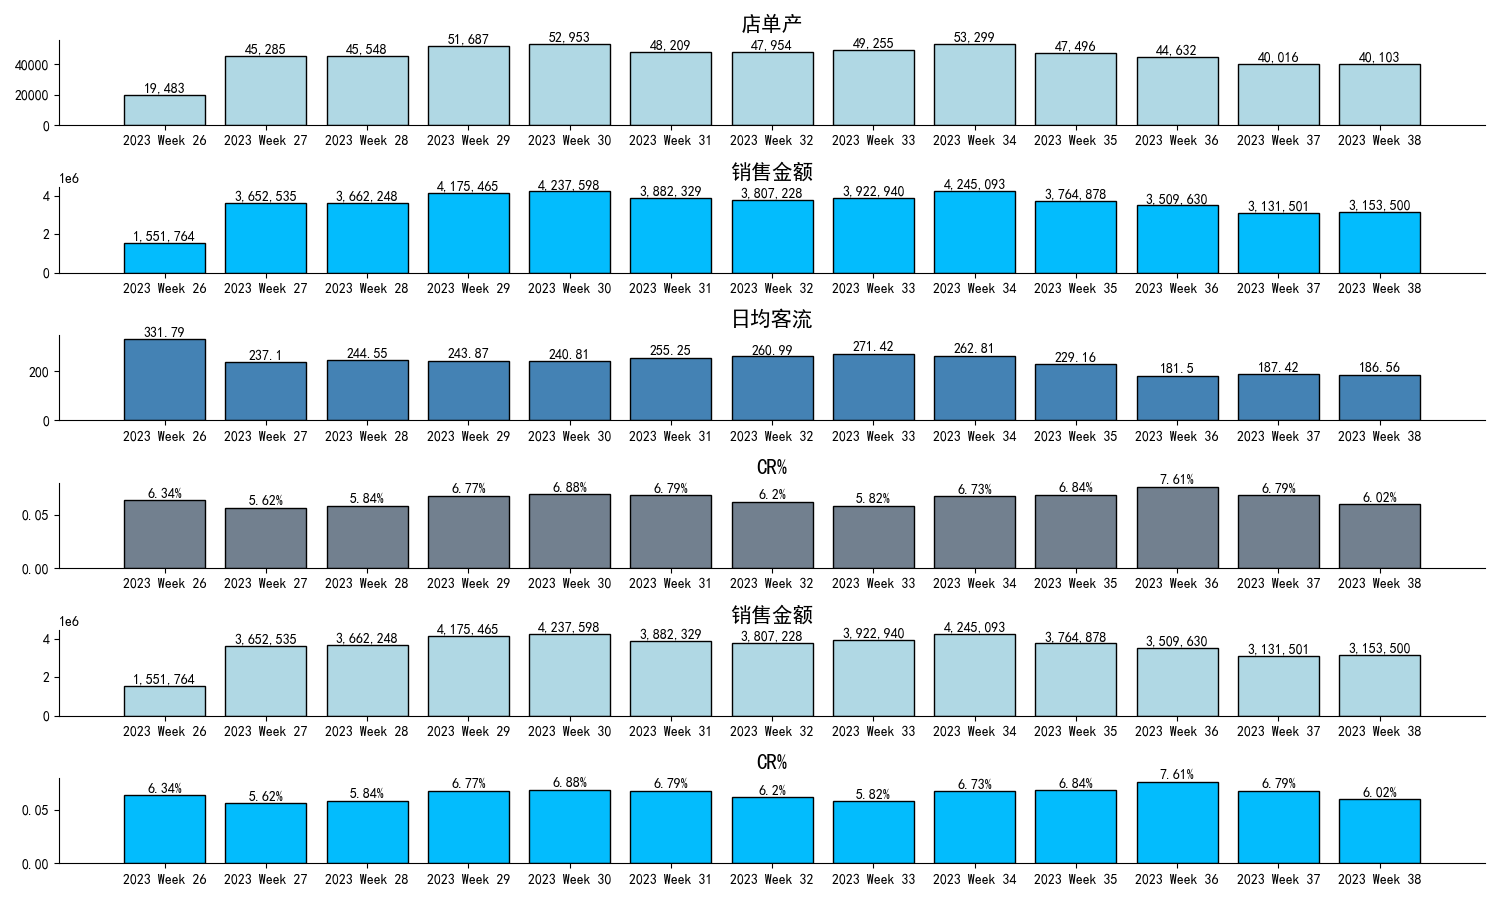 店单产
19,483 45,285 45,548 51,687 52,953 48,209 47,954 49,255 53,299 47,496 44,632 40,016 40,103
40000
20000
0
2023 Week 26 2023 Week 27 2023 Week 28 2023 Week 29 2023 Week 30 2023 Week 31 2023 Week 32 2023 Week 33 2023 Week 34 2023 Week 35 2023 Week 36 2023 Week 37 2023 Week 38
销售金额
1e6
1,551,764 3,652,535 3,662,248 4,175,465 4,237,598 3,882,329 3,807,228 3,922,940 4,245,093 3,764,878 3,509,630 3,131,501 3,153,500
4
2
0
2023 Week 26 2023 Week 27 2023 Week 28 2023 Week 29 2023 Week 30 2023 Week 31 2023 Week 32 2023 Week 33 2023 Week 34 2023 Week 35 2023 Week 36 2023 Week 37 2023 Week 38
日均客流
331.79 237.1 244.55 243.87 240.81 255.25 260.99 271.42 262.81 229.16 181.5 187.42 186.56
200
0
2023 Week 26 2023 Week 27 2023 Week 28 2023 Week 29 2023 Week 30 2023 Week 31 2023 Week 32 2023 Week 33 2023 Week 34 2023 Week 35 2023 Week 36 2023 Week 37 2023 Week 38
CR%
6.34% 5.62% 5.84% 6.77% 6.88% 6.79% 6.2% 5.82% 6.73% 6.84% 7.61% 6.79% 6.02%
0.05
0.00
2023 Week 26 2023 Week 27 2023 Week 28 2023 Week 29 2023 Week 30 2023 Week 31 2023 Week 32 2023 Week 33 2023 Week 34 2023 Week 35 2023 Week 36 2023 Week 37 2023 Week 38
销售金额
1e6
1,551,764 3,652,535 3,662,248 4,175,465 4,237,598 3,882,329 3,807,228 3,922,940 4,245,093 3,764,878 3,509,630 3,131,501 3,153,500
4
2
0
2023 Week 26 2023 Week 27 2023 Week 28 2023 Week 29 2023 Week 30 2023 Week 31 2023 Week 32 2023 Week 33 2023 Week 34 2023 Week 35 2023 Week 36 2023 Week 37 2023 Week 38
CR%
6.34% 5.62% 5.84% 6.77% 6.88% 6.79% 6.2% 5.82% 6.73% 6.84% 7.61% 6.79% 6.02%
0.05
0.00
2023 Week 26 2023 Week 27 2023 Week 28 2023 Week 29 2023 Week 30 2023 Week 31 2023 Week 32 2023 Week 33 2023 Week 34 2023 Week 35 2023 Week 36 2023 Week 37 2023 Week 38